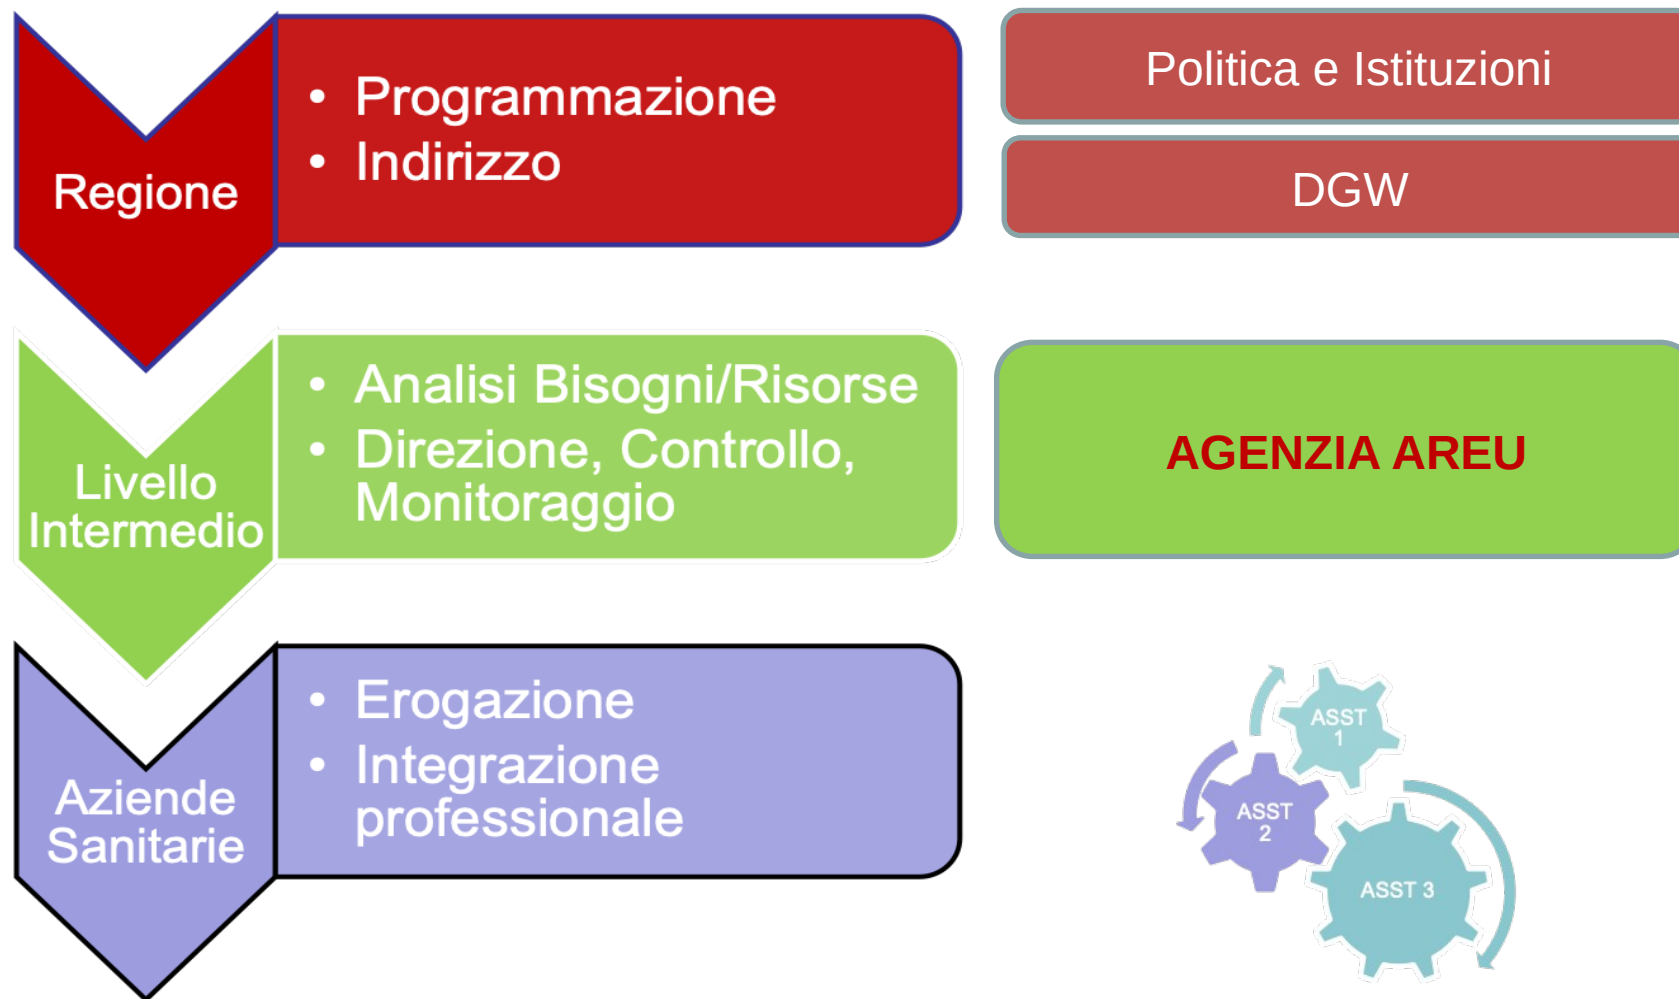 Regione
• Programmazione
• Indirizzo
Politica e Istituzioni
DGW
Livello
Intermedio
• Analisi Bisogni/Risorse
• Direzione, Controllo,
Monitoraggio
AGENZIA AREU
Aziende
Sanitarie
• Erogazione
• Integrazione
professionale
ASST
1
ASST
2
ASST 3